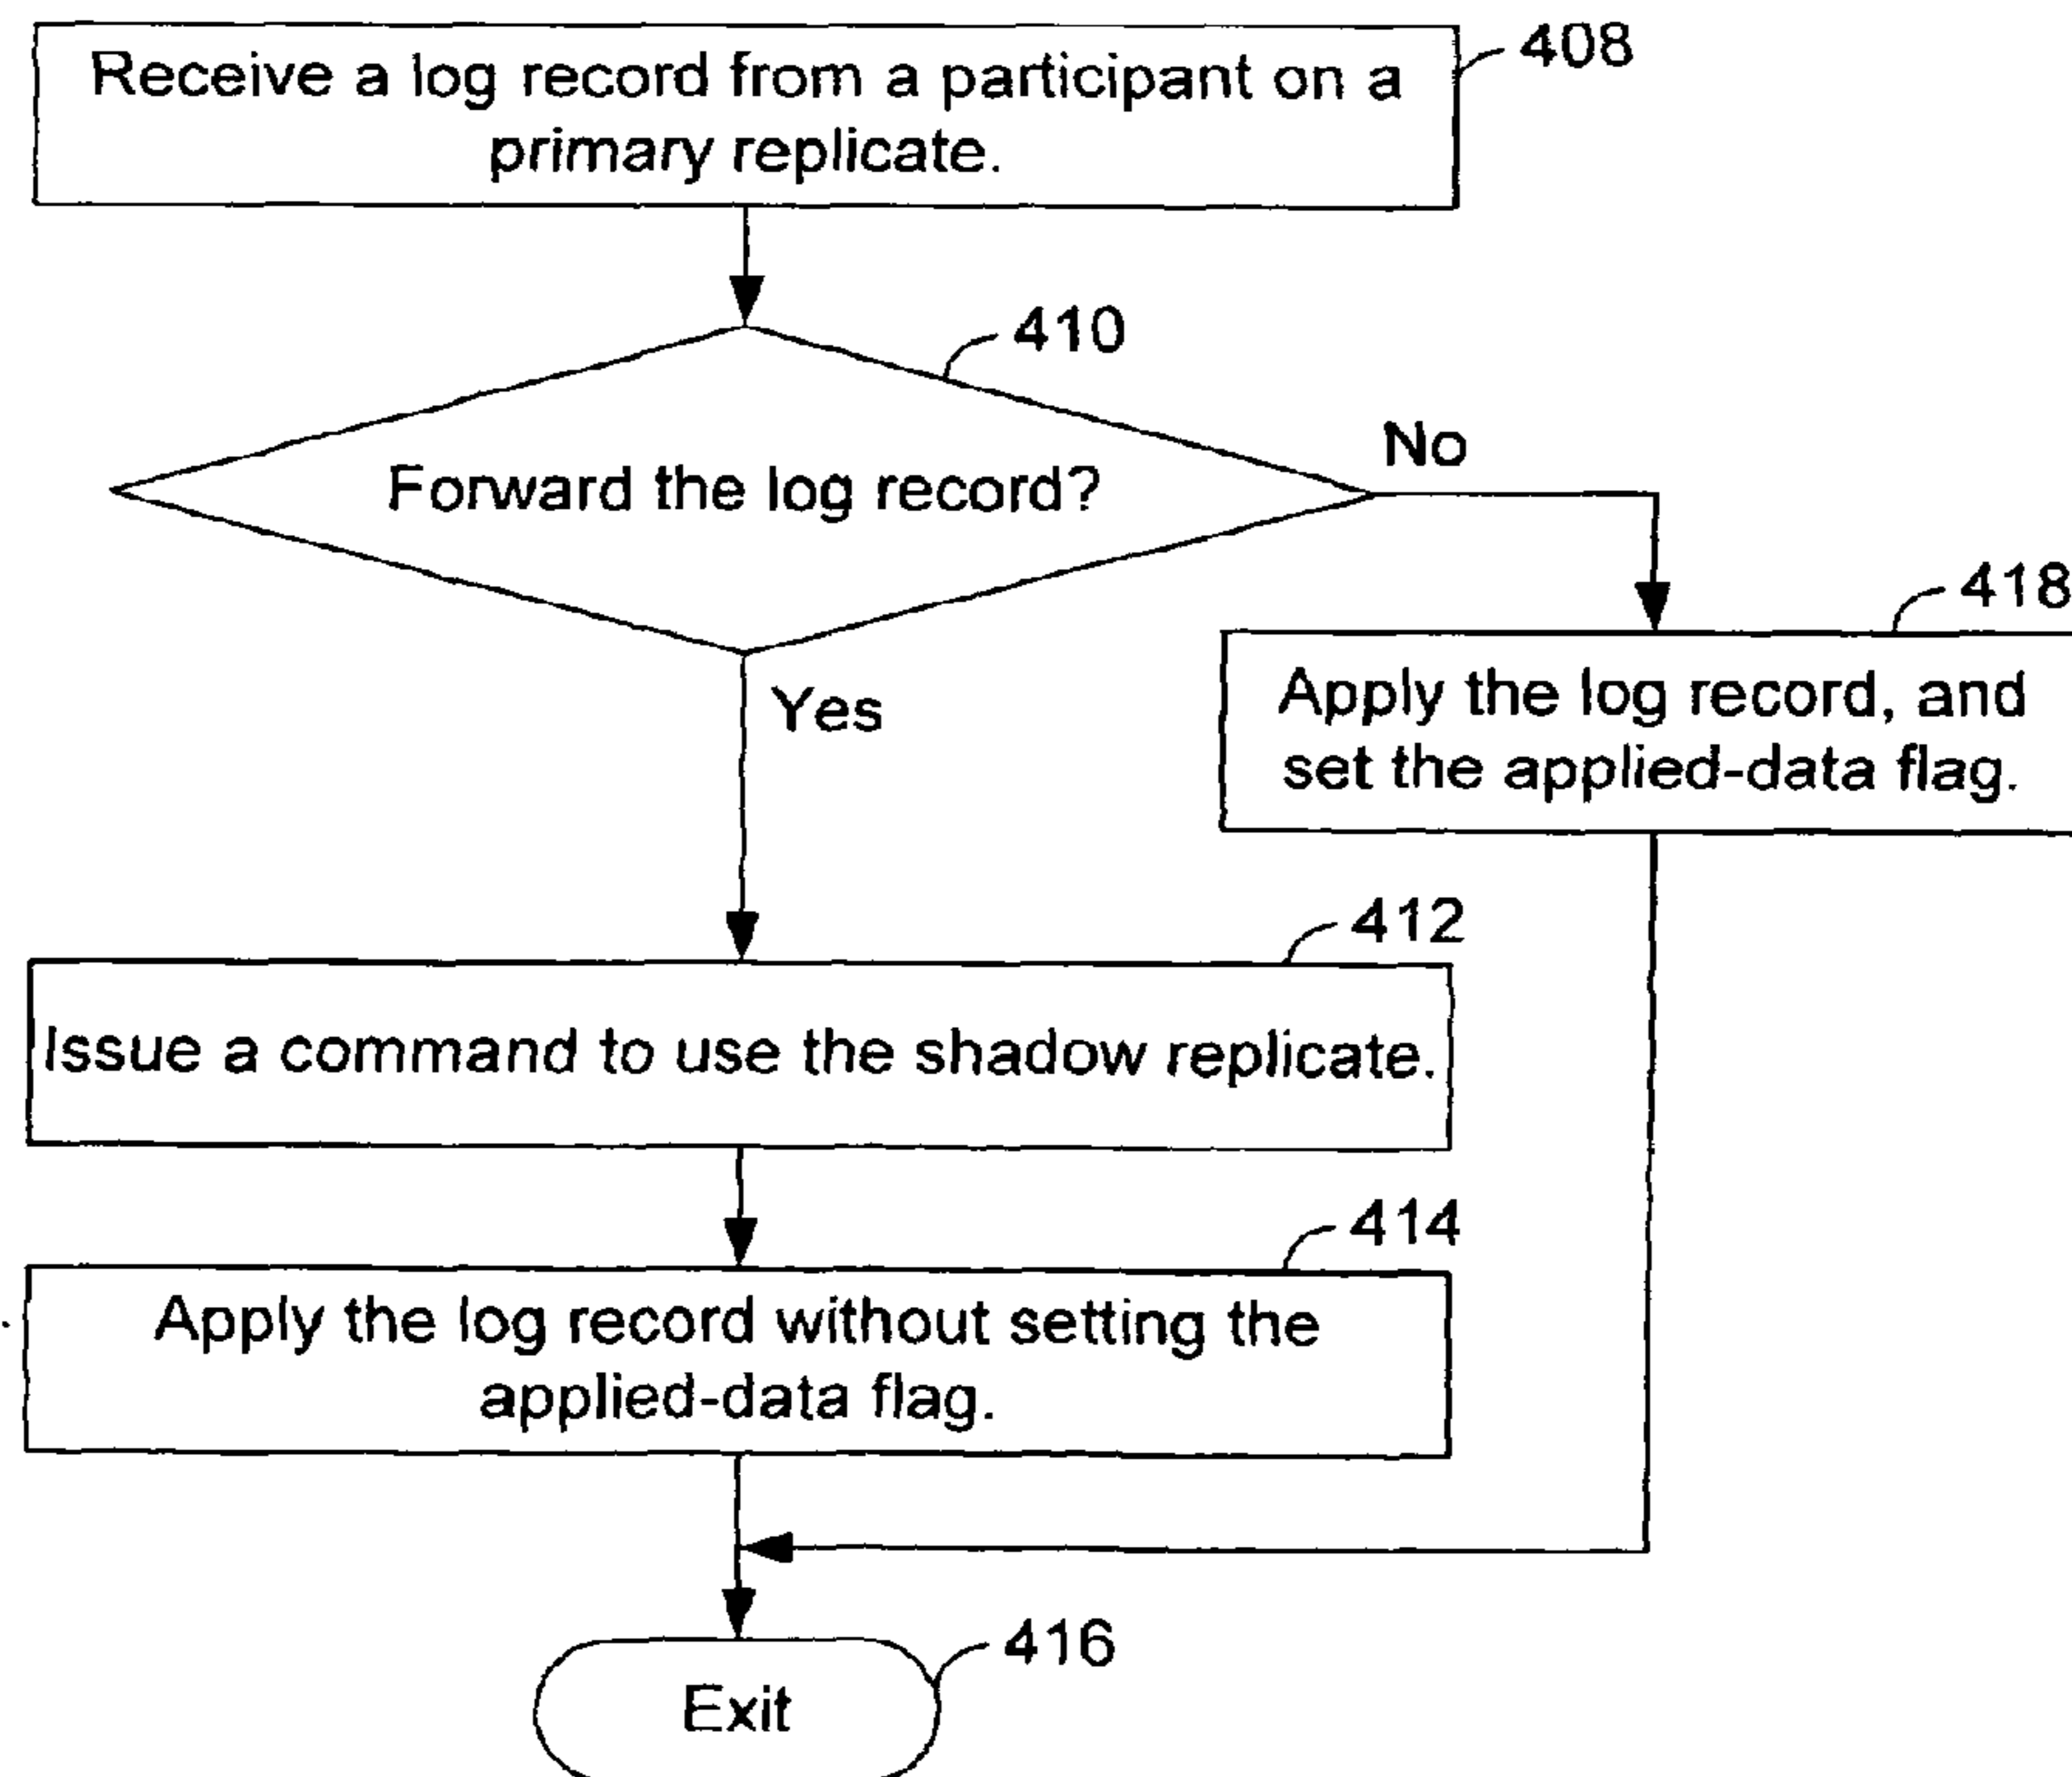 Receive a log record from a participant on a
primary replicate.
408
410
Forward the log record?
No
Yes
418
Apply the log record, and
set the applied-data flag.
412
Issue a command to use the shadow replicate.
414
Apply the log record without setting the
applied-data flag.
416
Exit